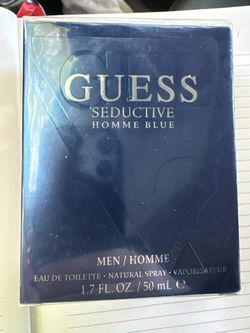 GUESS
SEDUCTIVE
HOMME BLUE
MEN / HOMME
EAU DE TOILETTE • NATURAL SPRAY • VAPORISATEUR
1.7 FL. OZ. / 50 mL ℮